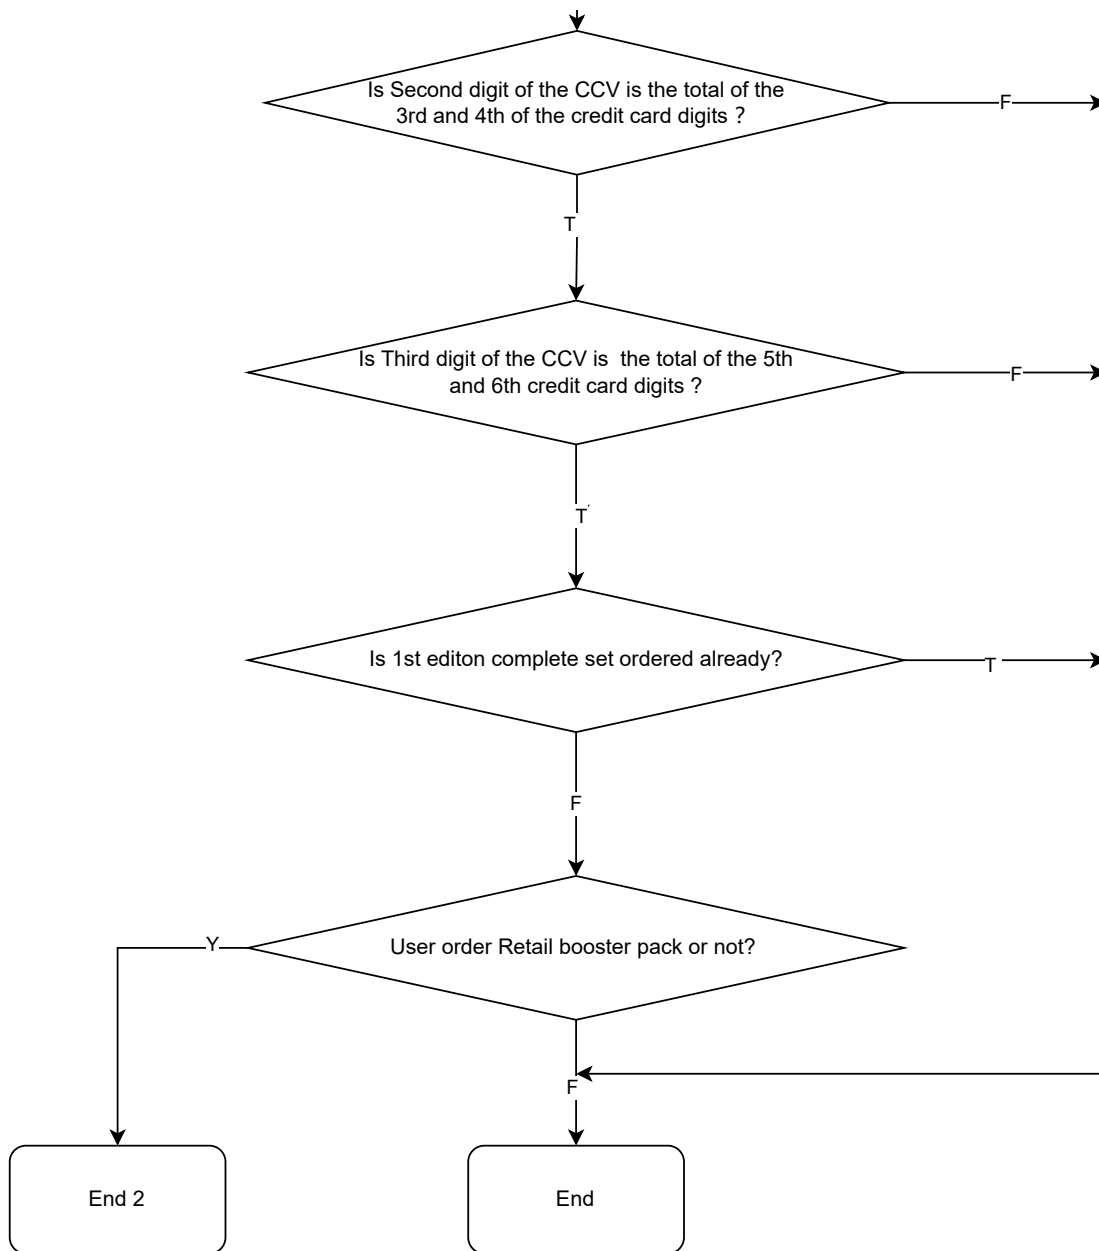 Is Second digit of the CCV is the total of the
3rd and 4th of the credit card digits ?
F
T
Is Third digit of the CCV is  the total of the 5th
and 6th credit card digits ?
F
T
Is 1st editon complete set ordered already?
T
F
User order Retail booster pack or not?
Y
F
End 2
End